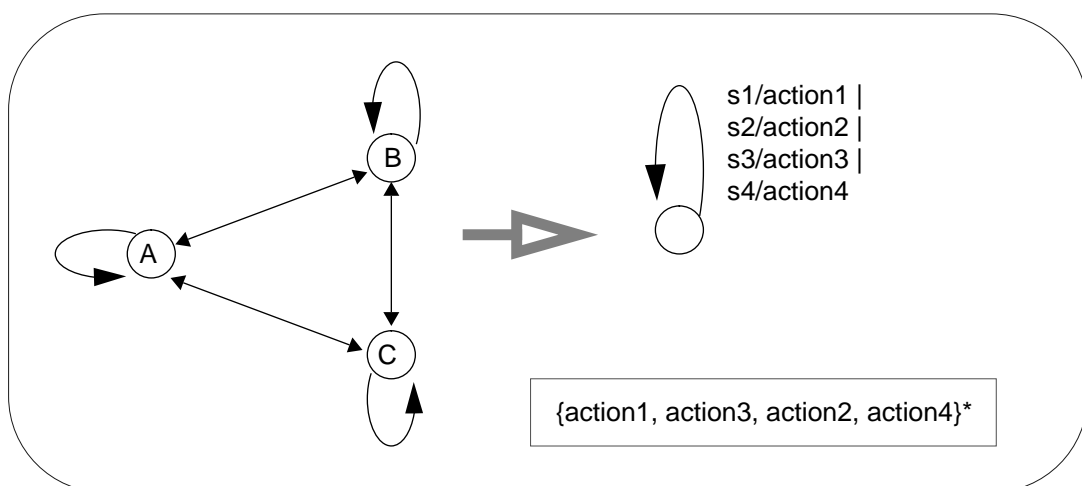 B
A
C
s1/action1 |
s2/action2 |
s3/action3 |
s4/action4
{action1, action3, action2, action4}*